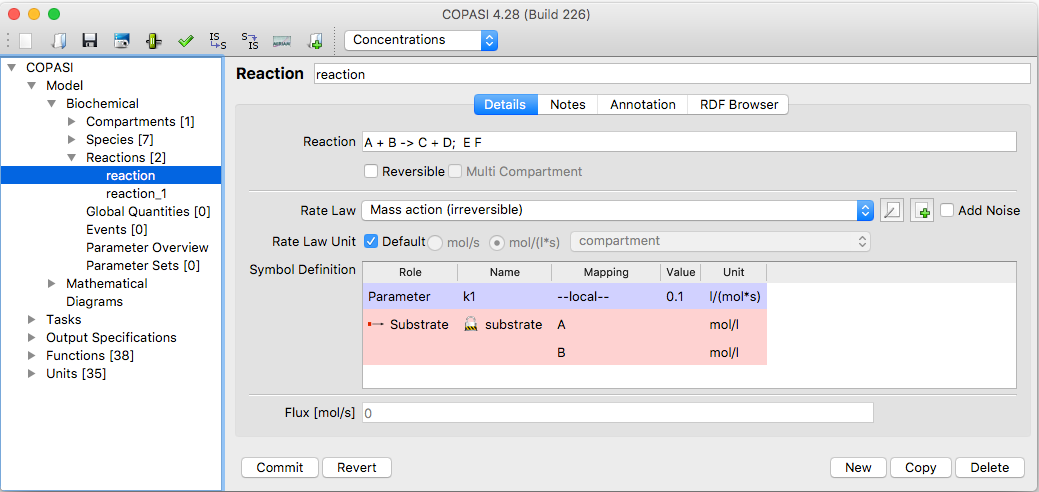 COPASI 4.28 (Build 226)
IS S
S IS
MIRIAM
Concentrations
COPASI
Model
Biochemical
Compartments [1]
Species [7]
Reactions [2]
reaction
reaction_1
Global Quantities [0]
Events [0]
Parameter Overview
Parameter Sets [0]
Mathematical
Diagrams
Tasks
Output Specifications
Functions [38]
Units [35]
Reaction reaction
Details Notes Annotation RDF Browser
Reaction A + B -> C + D; E F
Reversible Multi Compartment
Rate Law Mass action (irreversible) Add Noise
Rate Law Unit Default mol/s mol/(l*s) compartment
Symbol Definition
Role Name Mapping Value Unit
Parameter k1 --local-- 0.1 l/(mol*s)
Substrate substrate A mol/l
B mol/l
Flux [mol/s] 0
Commit Revert New Copy Delete